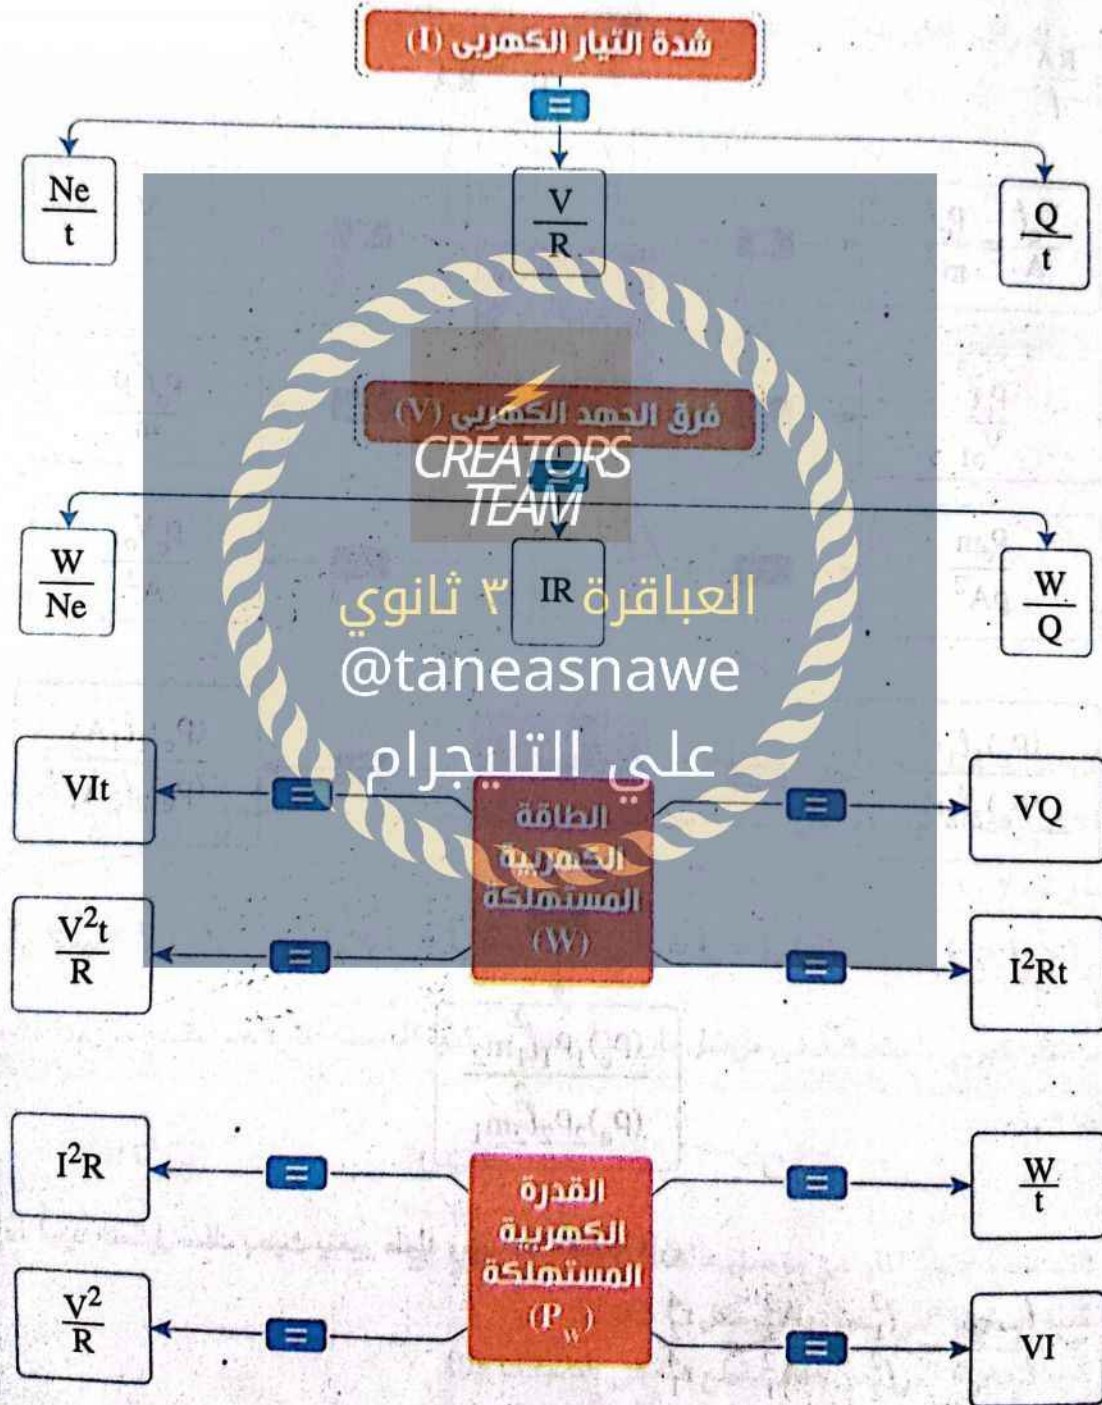 شدة التيار الكهربى (I)
=
Q/t
V/R
Ne/t
فرق الجهد الكهربى (V)
=
W/Q
IR
W/Ne
CREATORS
TEAM
العباقرة ٣ ثانوي
@taneasnawe
علي التليجرام
الطاقة
الكهربية
المستهلكة
(W)
= VQ
= VIt
= I²Rt
= V²t/R
القدرة
الكهربية
المستهلكة
(P_w)
= W/t
= I²R
= VI
= V²/R